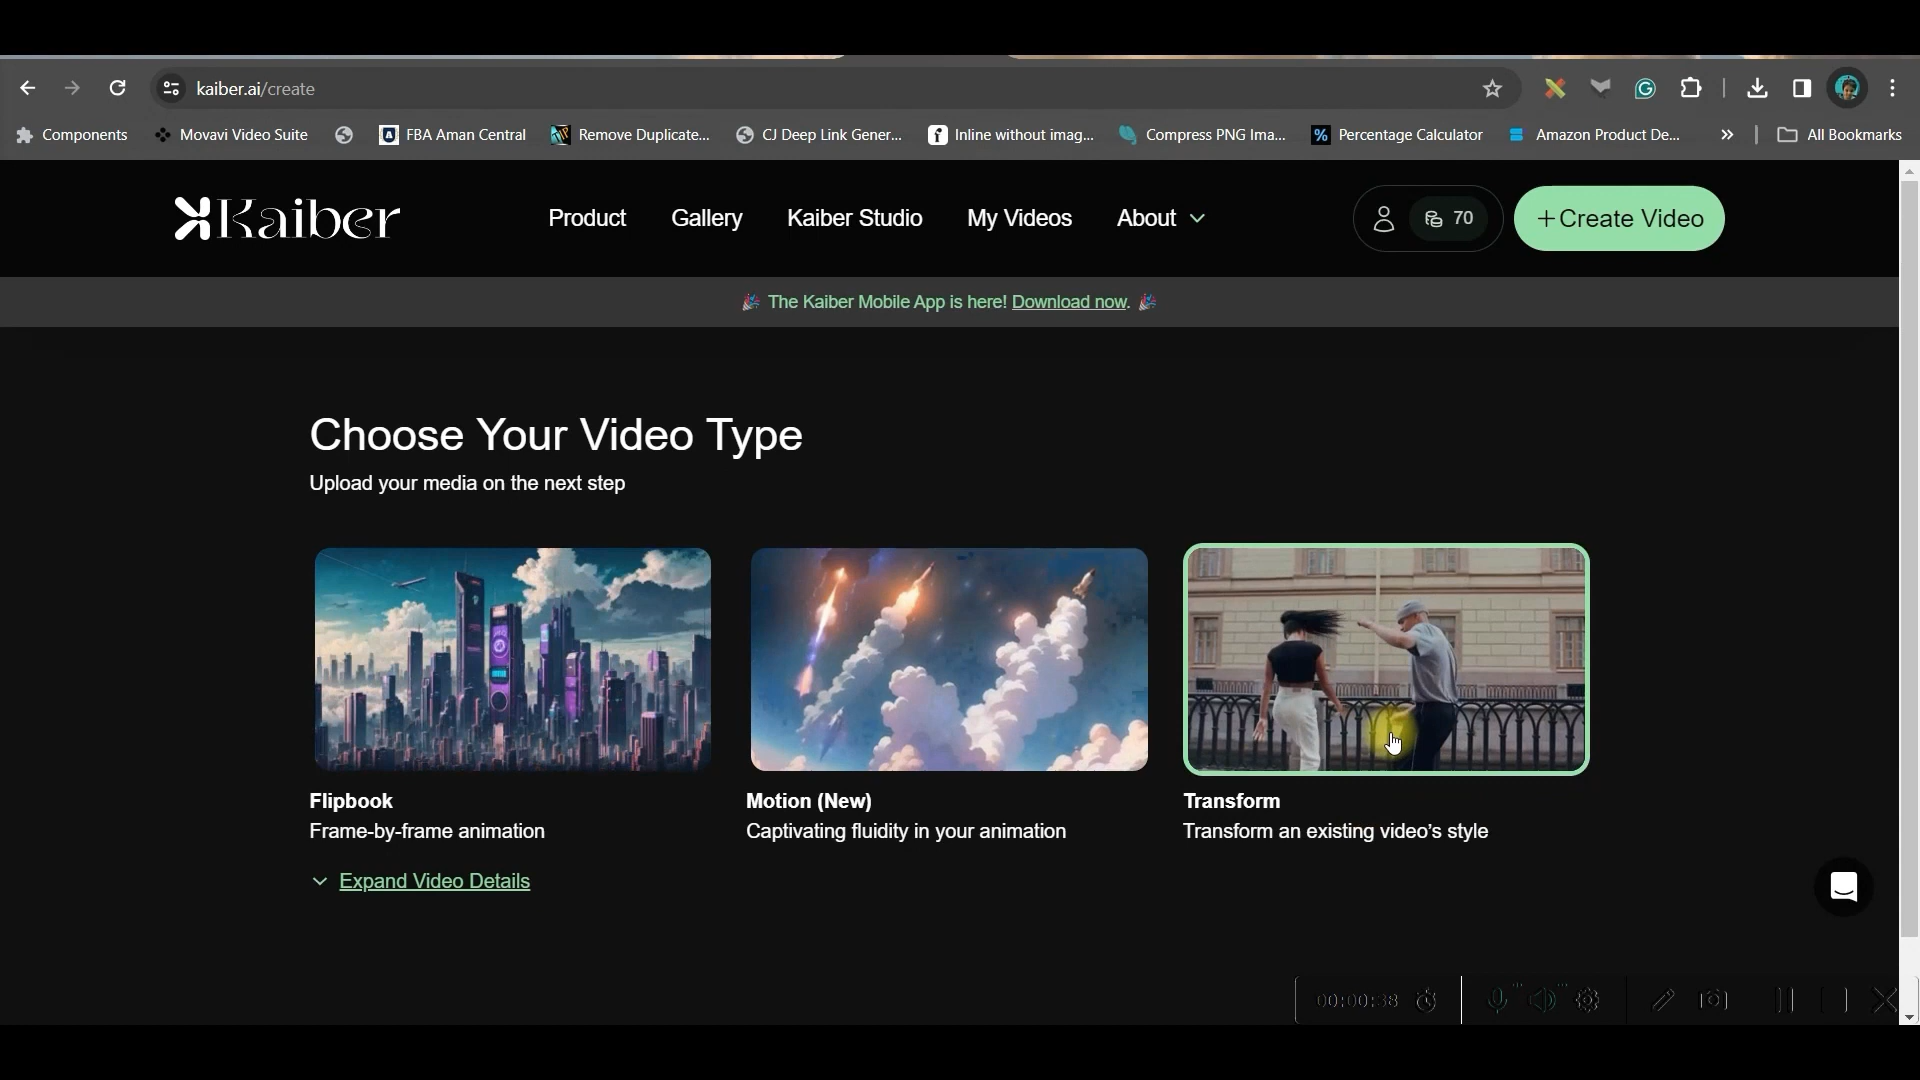 kaiber.ai/create
Components
Movavi Video Suite
FBA Aman Central
Remove Duplicate...
CJ Deep Link Gener...
Inline without imag...
Compress PNG Ima...
Percentage Calculator
Amazon Product De...
»
All Bookmarks
Kaiber
Product
Gallery
Kaiber Studio
My Videos
About
70
+Create Video
🎉 The Kaiber Mobile App is here! Download now. 🎉
Choose Your Video Type
Upload your media on the next step
Flipbook
Frame-by-frame animation
Motion (New)
Captivating fluidity in your animation
Transform
Transform an existing video's style
Expand Video Details
00:00:38